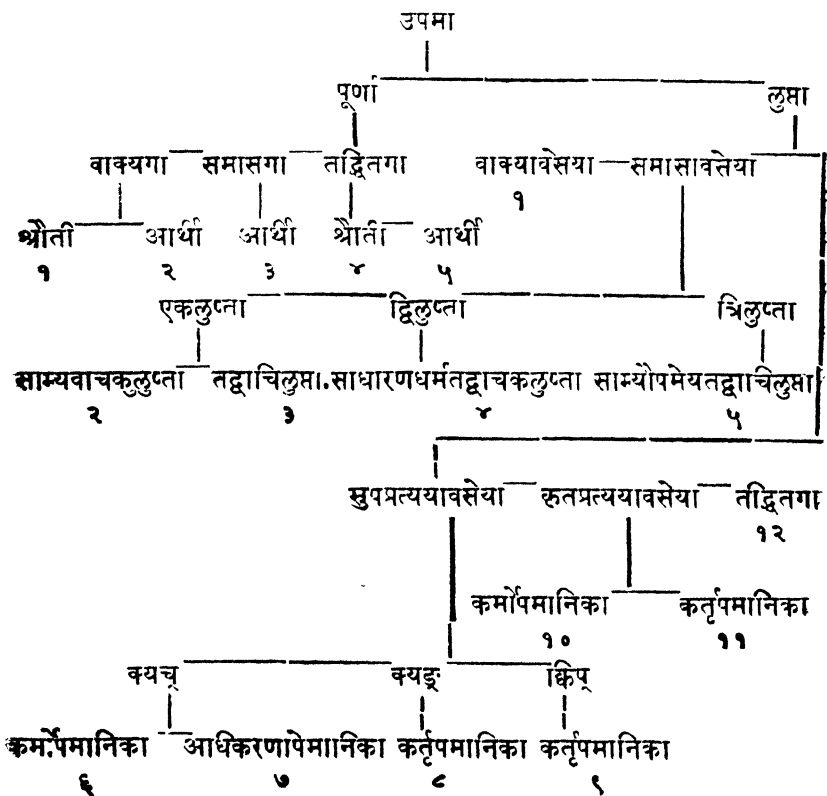 उपमा
पूर्णा लुप्ता
वाक्यगा समासगा तद्धितगा वाक्यावसेया समासावसेया
१
श्रौती आर्थी आर्थी श्रौती आर्थी
१ २ ३ ४ ५
एकलुप्ता द्विलुप्ता त्रिलुप्ता
साम्यवाचकुलुप्ता तद्वाचिलुप्ता. साधारणधर्मतद्वाचकलुप्ता साम्यौपमेयतद्वाचिलुप्ता
२ ३ ४ ५
सुपप्रत्ययावसेया कृतप्रत्ययावसेया तद्धितगा
१२
कर्मोपमानिका कर्तृपमानिका
१० ११
क्यच् क्यङ् क्विप्
कर्मोपमानिका आधिकरणापेमाानिका कर्तृपमानिका कर्तृपमानिका
६ ७ ८ ९